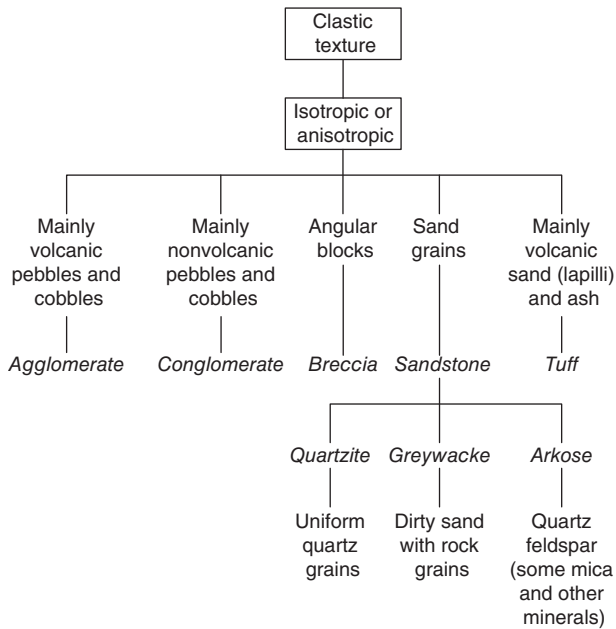 Clastic
texture
Isotropic or
anisotropic
Mainly
volcanic
pebbles and
cobbles
Mainly
nonvolcanic
pebbles and
cobbles
Angular
blocks
Sand
grains
Mainly
volcanic
sand (lapilli)
and ash
Agglomerate
Conglomerate
Breccia
Sandstone
Tuff
Quartzite
Greywacke
Arkose
Uniform
quartz
grains
Dirty sand
with rock
grains
Quartz
feldspar
(some mica
and other
minerals)